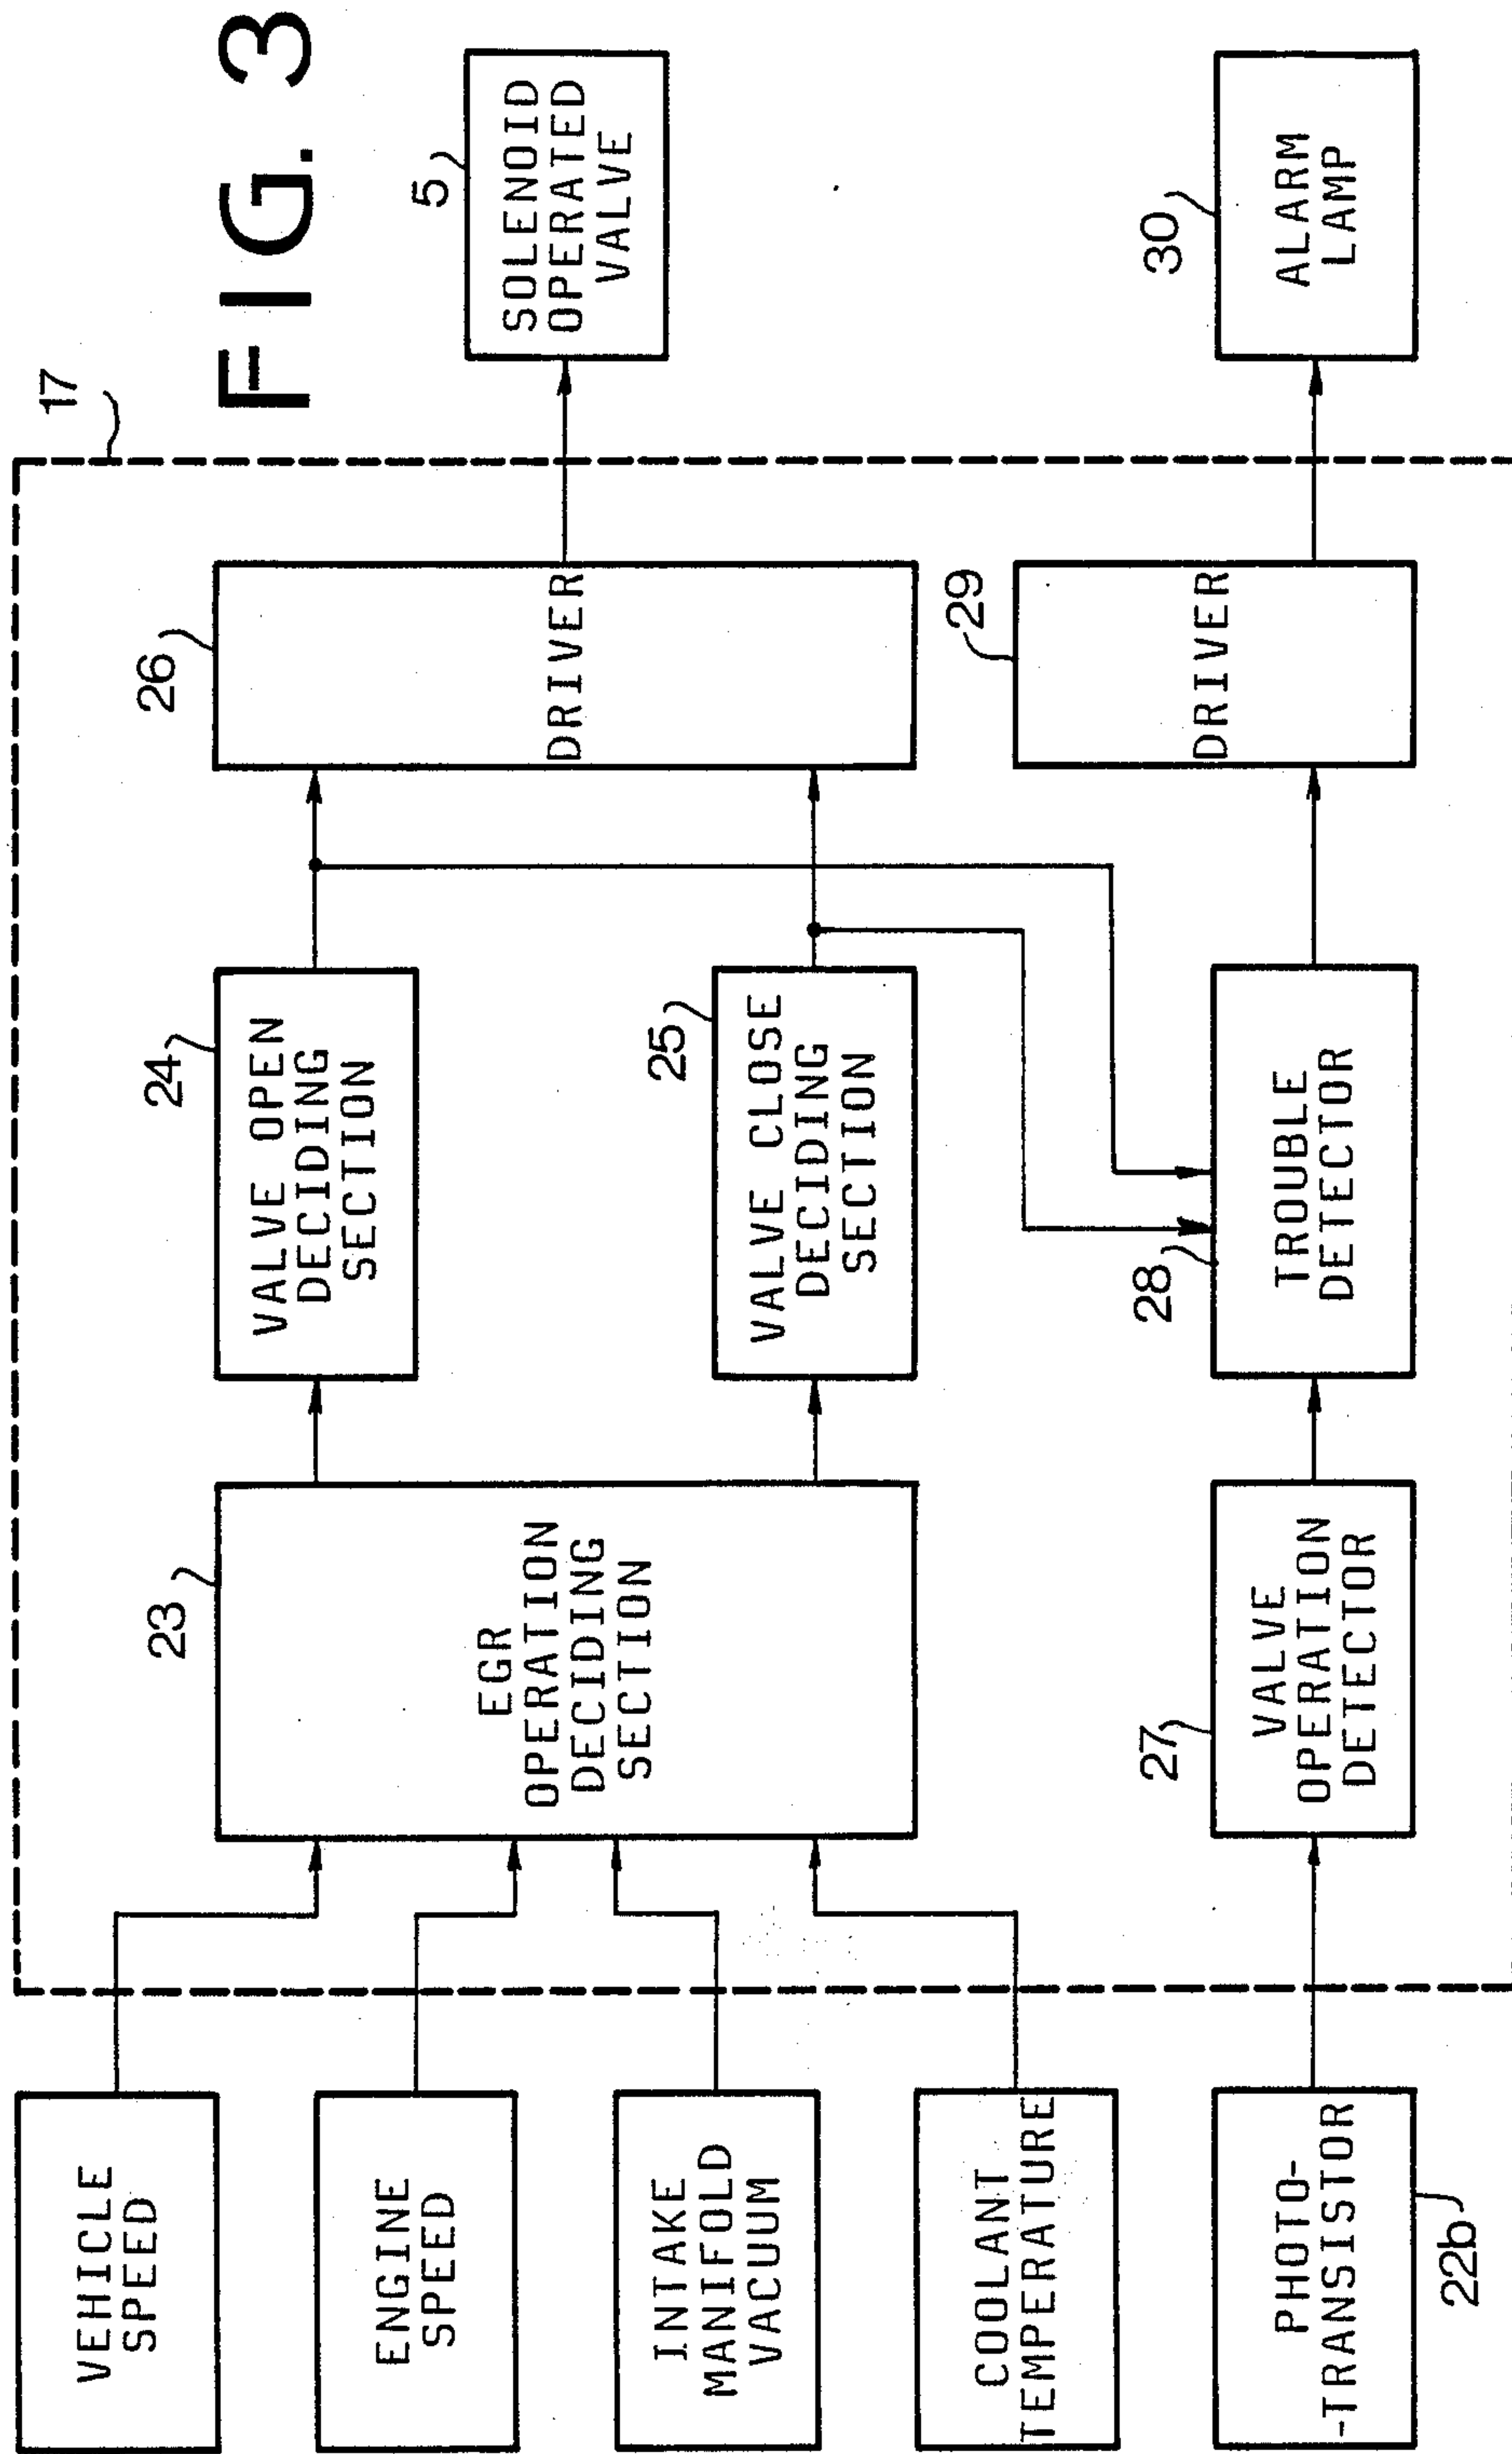 FIG. 3
17
VEHICLE
SPEED
ENGINE
SPEED
INTAKE
MANIFOLD
VACUUM
COOLANT
TEMPERATURE
PHOTO-
-TRANSISTOR
22b
23
EGR
OPERATION
DECIDING
SECTION
24
VALVE OPEN
DECIDING
SECTION
25
VALVE CLOSE
DECIDING
SECTION
26
DRIVER
5
SOLENOID
OPERATED
VALVE
27
VALVE
OPERATION
DETECTOR
28
TROUBLE
DETECTOR
29
DRIVER
30
ALARM
LAMP